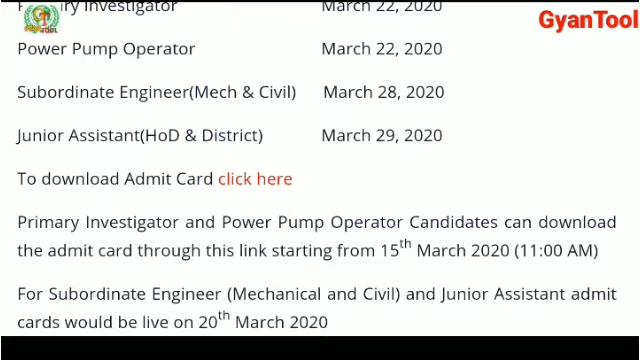 Primary Investigator March 22, 2020
GyanTool
Power Pump Operator March 22, 2020
Subordinate Engineer(Mech & Civil) March 28, 2020
Junior Assistant(HoD & District) March 29, 2020
To download Admit Card click here
Primary Investigator and Power Pump Operator Candidates can download
the admit card through this link starting from 15th March 2020 (11:00 AM)
For Subordinate Engineer (Mechanical and Civil) and Junior Assistant admit
cards would be live on 20th March 2020